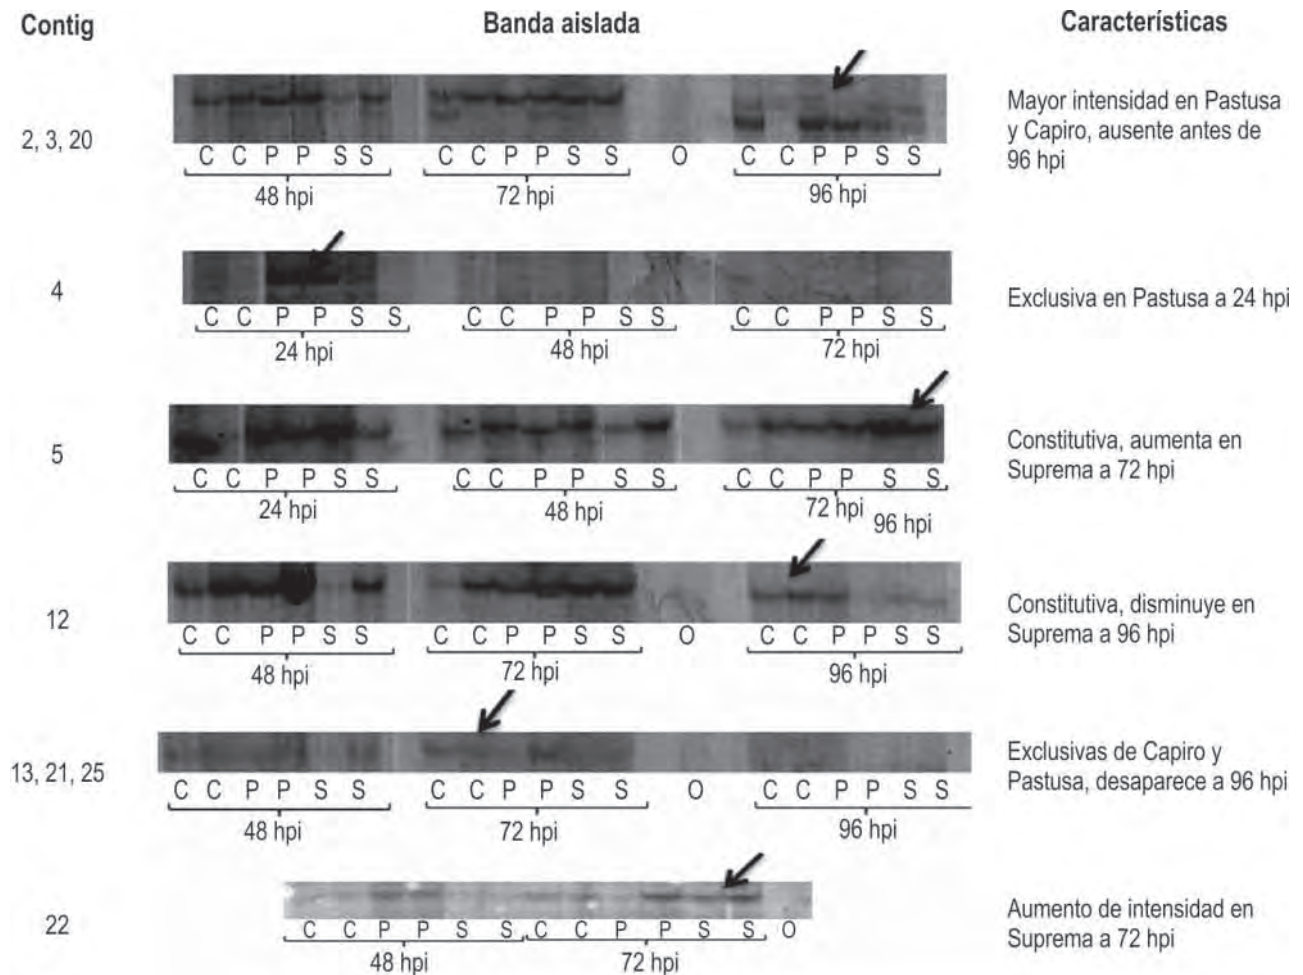 Contig Banda aislada Características
2, 3, 20
C C P P S S C C P P S S O C C P P S S
48 hpi 72 hpi 96 hpi
Mayor intensidad en Pastusa
y Capiro, ausente antes de
96 hpi
4
C C P P S S C C P P S S C C P P S S
24 hpi 48 hpi 72 hpi
Exclusiva en Pastusa a 24 hpi
5
C C P P S S C C P P S S C C P P S S
24 hpi 48 hpi 72 hpi
96 hpi
Constitutiva, aumenta en
Suprema a 72 hpi
12
C C P P S S C C P P S S O C C P P S S
48 hpi 72 hpi 96 hpi
Constitutiva, disminuye en
Suprema a 96 hpi
13, 21, 25
C C P P S S C C P P S S O C C P P S S
48 hpi 72 hpi 96 hpi
Exclusivas de Capiro y
Pastusa, desaparece a 96 hpi
22
C C P P S S C C P P S S O
48 hpi 72 hpi
Aumento de intensidad en
Suprema a 72 hpi